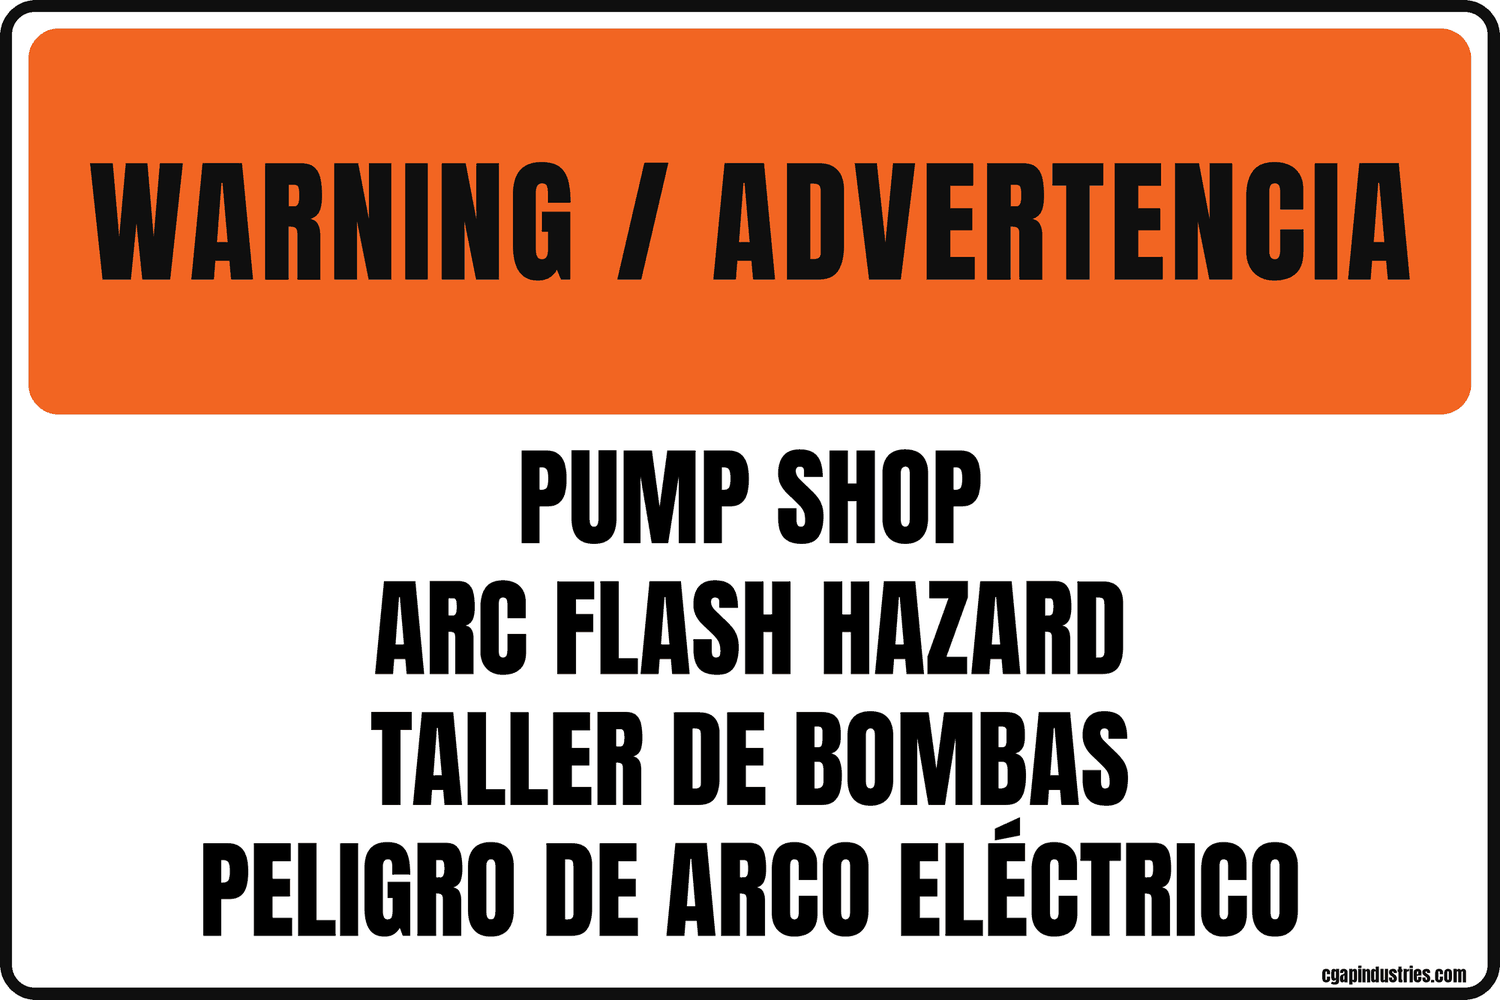 WARNING / ADVERTENCIA
PUMP SHOP
ARC FLASH HAZARD
TALLER DE BOMBAS
PELIGRO DE ARCO ELÉCTRICO
cgapindustries.com